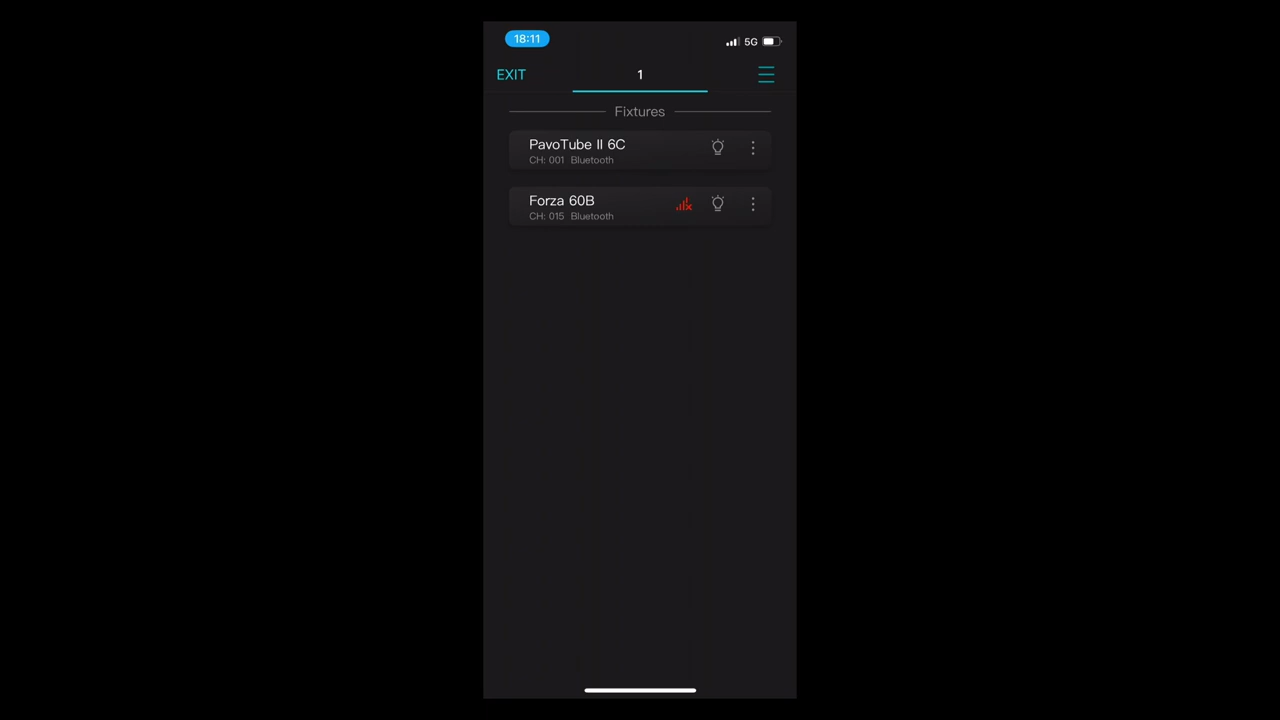 18:11 5G
EXIT 1
Fixtures
PavoTube II 6C
CH: 001 Bluetooth
Forza 60B
CH: 015 Bluetooth